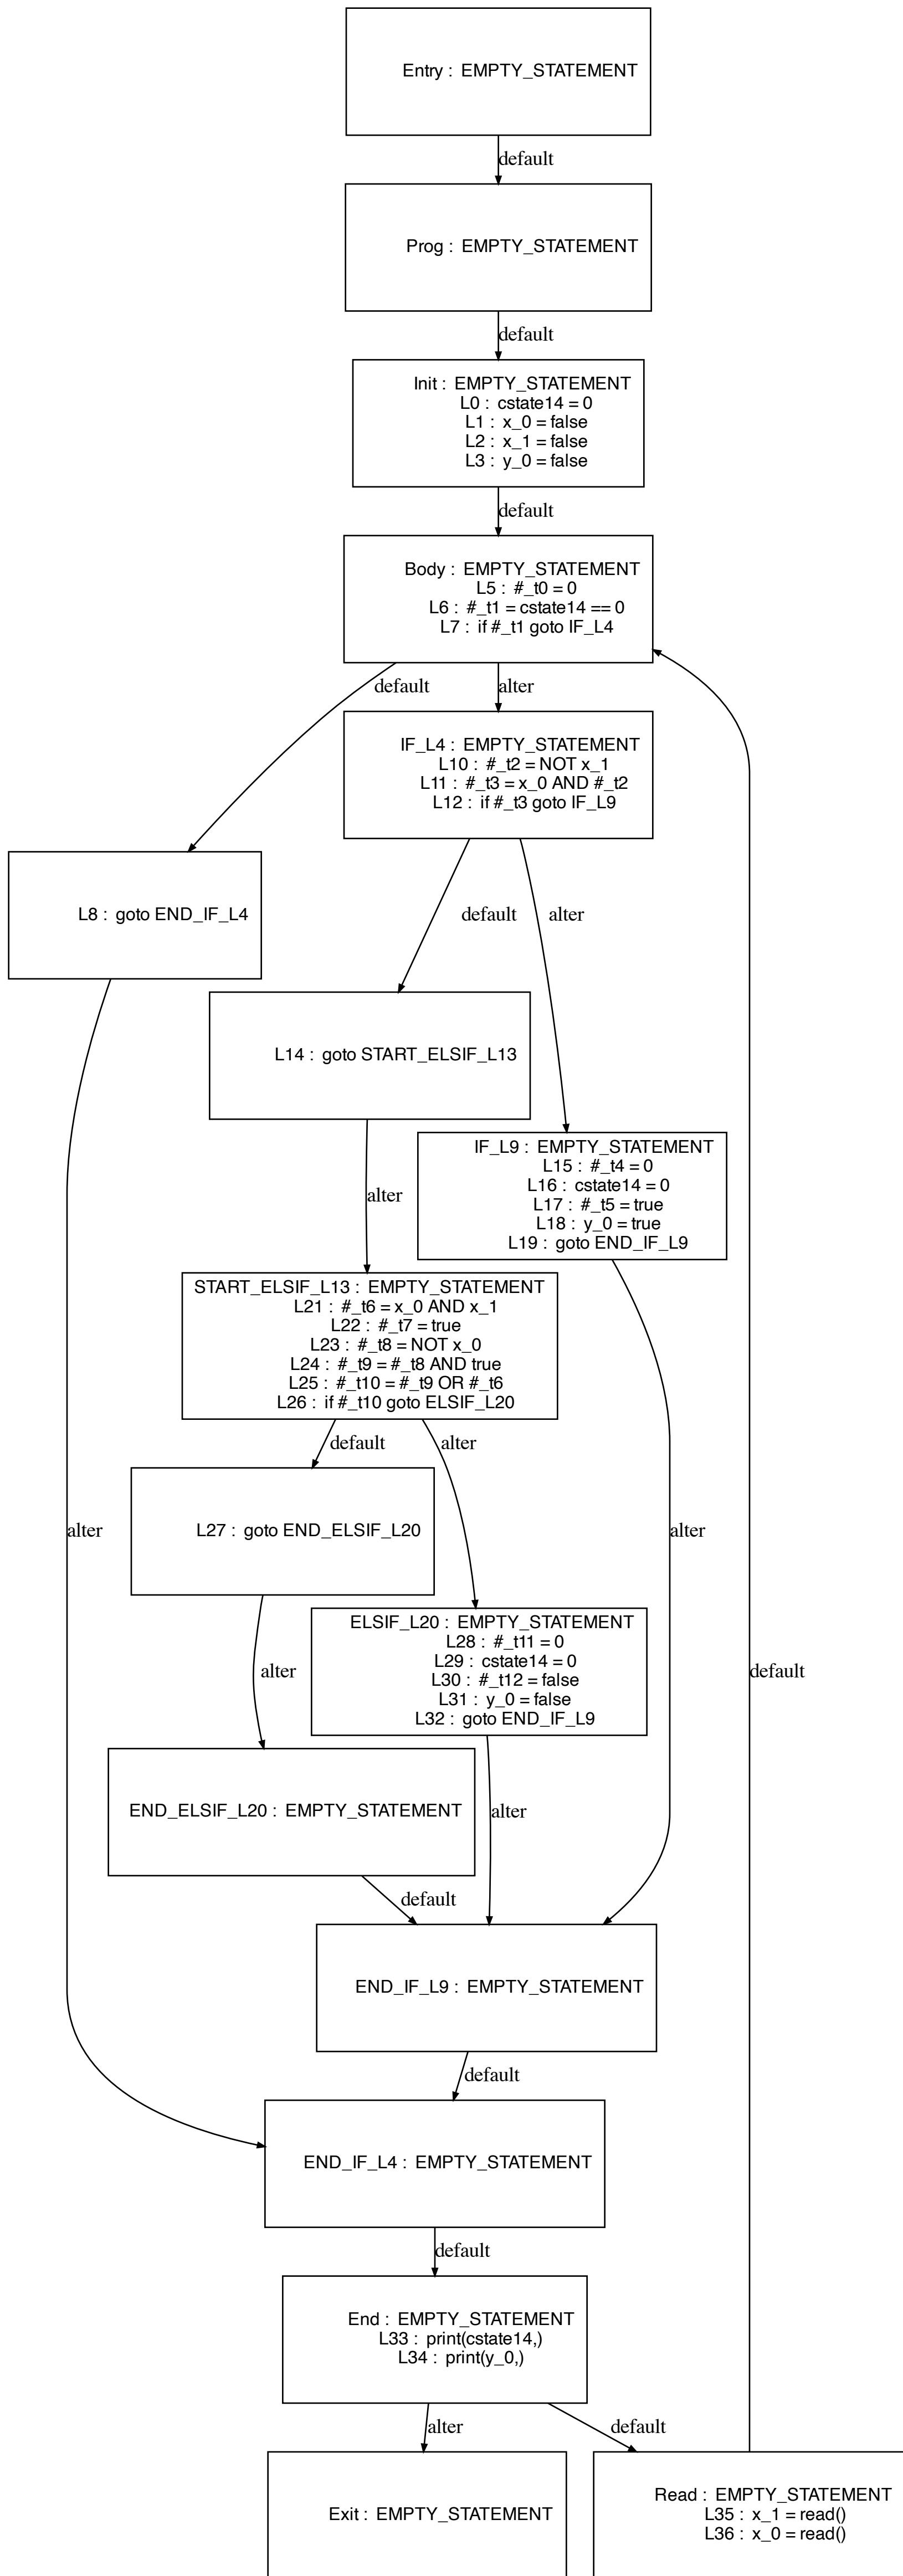 Entry : EMPTY_STATEMENT
default
Prog : EMPTY_STATEMENT
default
Init : EMPTY_STATEMENT
L0 : cstate14 = 0
L1 : x_0 = false
L2 : x_1 = false
L3 : y_0 = false
default
Body : EMPTY_STATEMENT
L5 : #_t0 = 0
L6 : #_t1 = cstate14 == 0
L7 : if #_t1 goto IF_L4
default
alter
IF_L4 : EMPTY_STATEMENT
L10 : #_t2 = NOT x_1
L11 : #_t3 = x_0 AND #_t2
L12 : if #_t3 goto IF_L9
L8 : goto END_IF_L4
default
alter
L14 : goto START_ELSIF_L13
IF_L9 : EMPTY_STATEMENT
L15 : #_t4 = 0
L16 : cstate14 = 0
L17 : #_t5 = true
L18 : y_0 = true
L19 : goto END_IF_L9
alter
START_ELSIF_L13 : EMPTY_STATEMENT
L21 : #_t6 = x_0 AND x_1
L22 : #_t7 = true
L23 : #_t8 = NOT x_0
L24 : #_t9 = #_t8 AND true
L25 : #_t10 = #_t9 OR #_t6
L26 : if #_t10 goto ELSIF_L20
default
alter
alter
L27 : goto END_ELSIF_L20
alter
ELSIF_L20 : EMPTY_STATEMENT
L28 : #_t11 = 0
L29 : cstate14 = 0
L30 : #_t12 = false
L31 : y_0 = false
L32 : goto END_IF_L9
alter
default
END_ELSIF_L20 : EMPTY_STATEMENT
alter
default
END_IF_L9 : EMPTY_STATEMENT
default
END_IF_L4 : EMPTY_STATEMENT
default
End : EMPTY_STATEMENT
L33 : print(cstate14,)
L34 : print(y_0,)
alter
default
Exit : EMPTY_STATEMENT
Read : EMPTY_STATEMENT
L35 : x_1 = read()
L36 : x_0 = read()